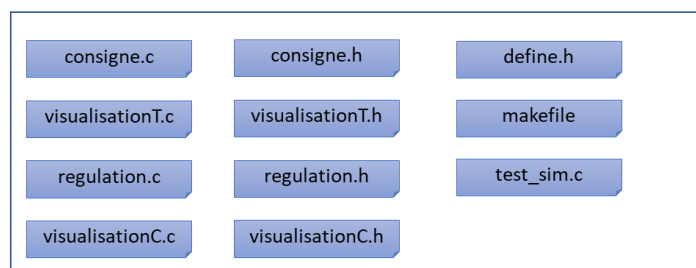 consigne.c
consigne.h
define.h
visualisationT.c
visualisationT.h
makefile
regulation.c
regulation.h
test_sim.c
visualisationC.c
visualisationC.h